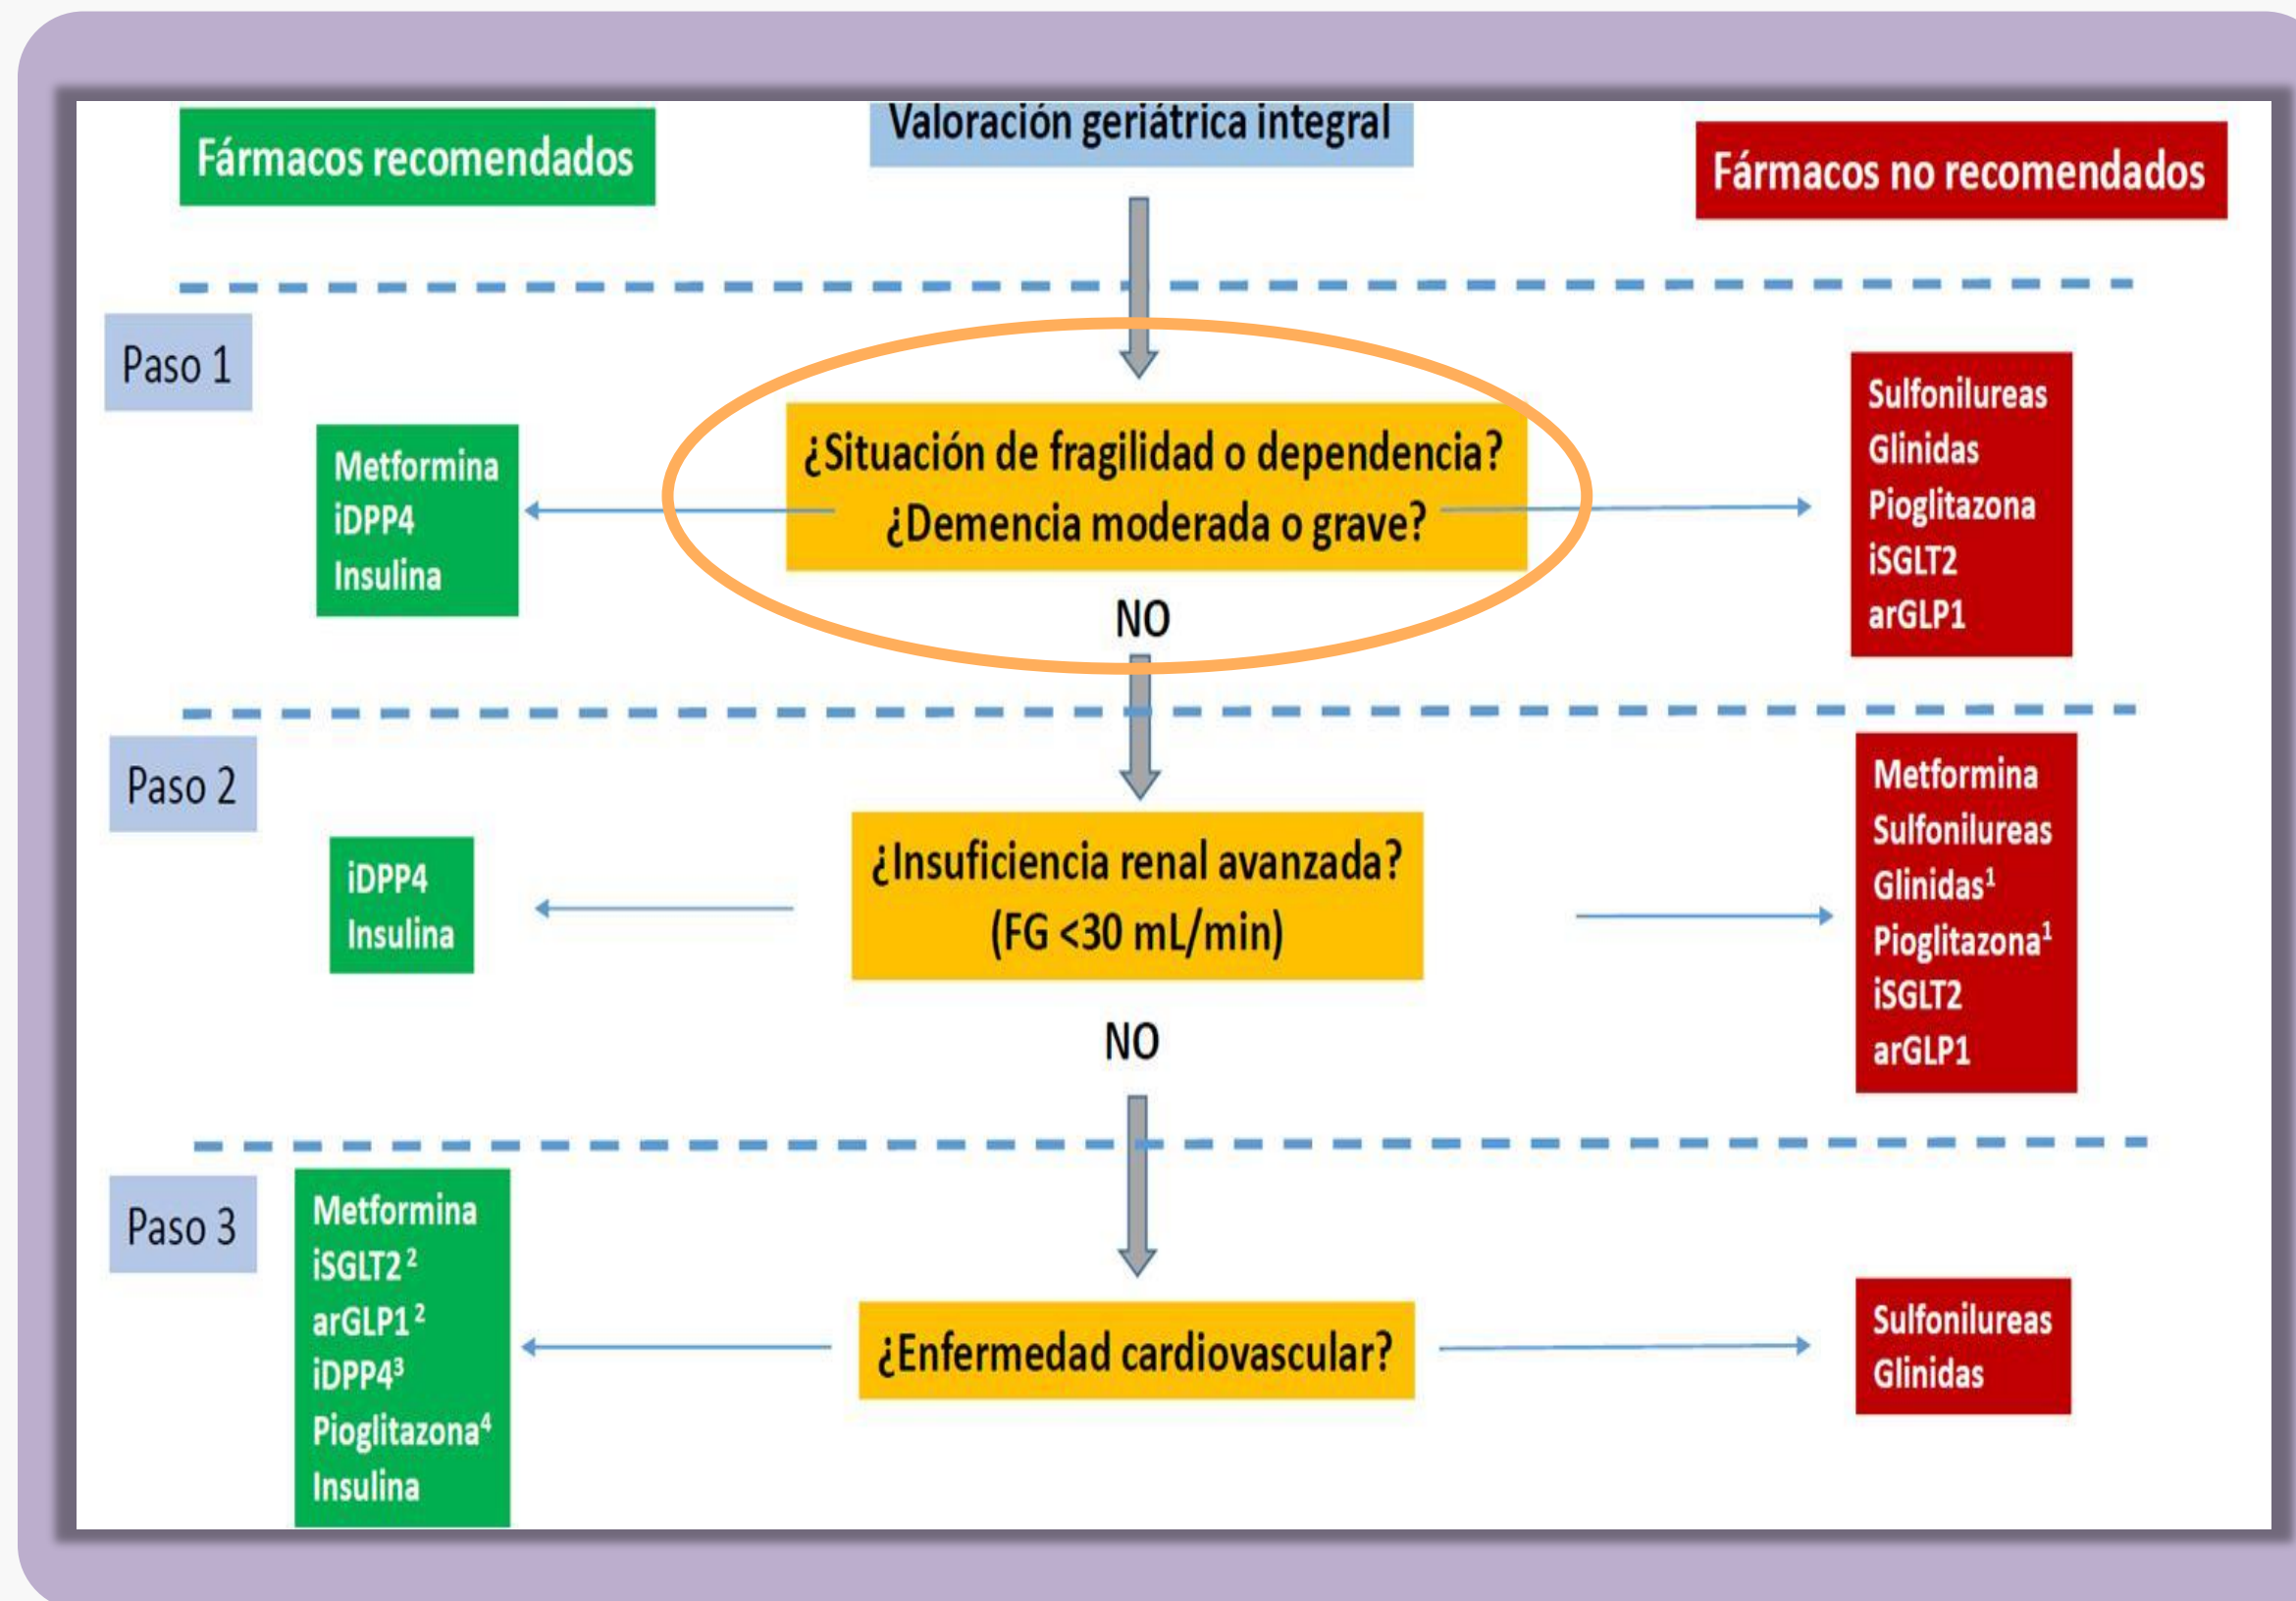 Fármacos recomendados
Valoración geriátrica integral
Fármacos no recomendados
Paso 1
Metformina
iDPP4
Insulina
¿Situación de fragilidad o dependencia?
¿Demencia moderada o grave?
NO
Sulfonilureas
Glinidas
Pioglitazona
iSGLT2
arGLP1
Paso 2
iDPP4
Insulina
¿Insuficiencia renal avanzada?
(FG <30 mL/min)
NO
Metformina
Sulfonilureas
Glinidas¹
Pioglitazona¹
iSGLT2
arGLP1
Paso 3
Metformina
iSGLT2 ²
arGLP1 ²
iDPP4³
Pioglitazona⁴
Insulina
¿Enfermedad cardiovascular?
Sulfonilureas
Glinidas